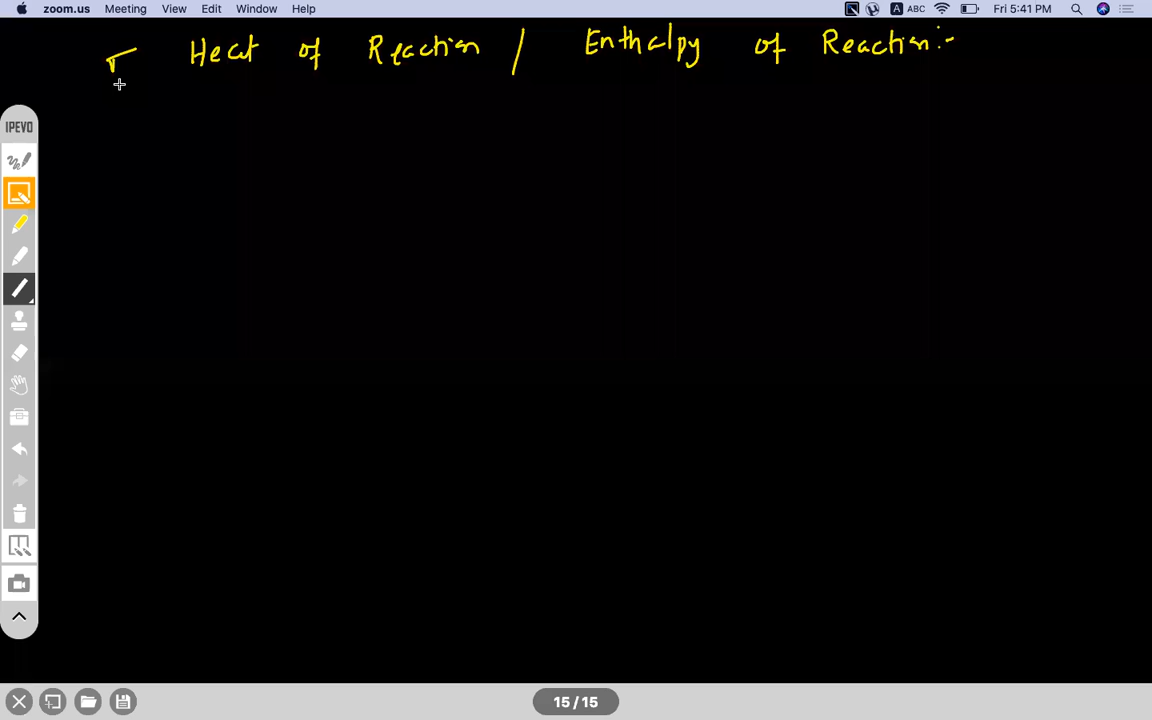 zoom.us Meeting View Edit Window Help A ABC Fri 5:41 PM
Heat of Reaction / Enthalpy of Reaction :-
IPEVO
15 / 15